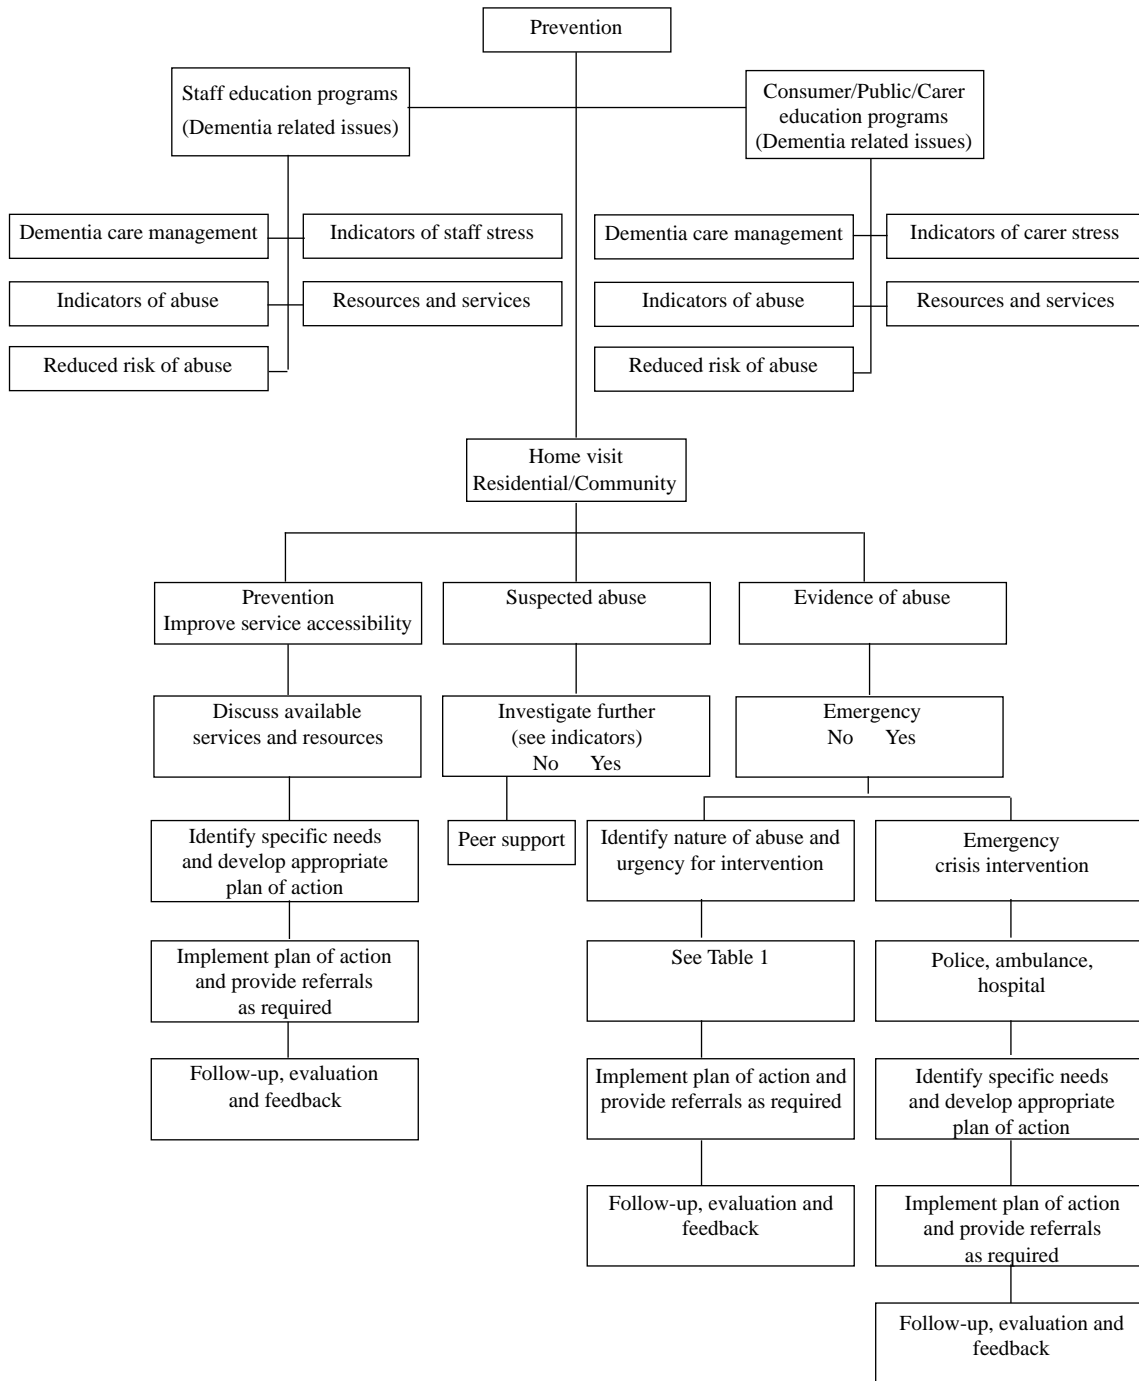 Prevention
Staff education programs
(Dementia related issues)
Consumer/Public/Carer
education programs
(Dementia related issues)
Dementia care management
Indicators of staff stress
Dementia care management
Indicators of carer stress
Indicators of abuse
Resources and services
Indicators of abuse
Resources and services
Reduced risk of abuse
Reduced risk of abuse
Home visit
Residential/Community
Prevention
Improve service accessibility
Suspected abuse
Evidence of abuse
Discuss available
services and resources
Investigate further
(see indicators)
No Yes
Emergency
No Yes
Identify specific needs
and develop appropriate
plan of action
Peer support
Identify nature of abuse and
urgency for intervention
Emergency
crisis intervention
Implement plan of action
and provide referrals
as required
See Table 1
Police, ambulance,
hospital
Follow-up, evaluation
and feedback
Implement plan of action and
provide referrals as required
Identify specific needs
and develop appropriate
plan of action
Follow-up, evaluation and
feedback
Implement plan of action
and provide referrals
as required
Follow-up, evaluation and
feedback